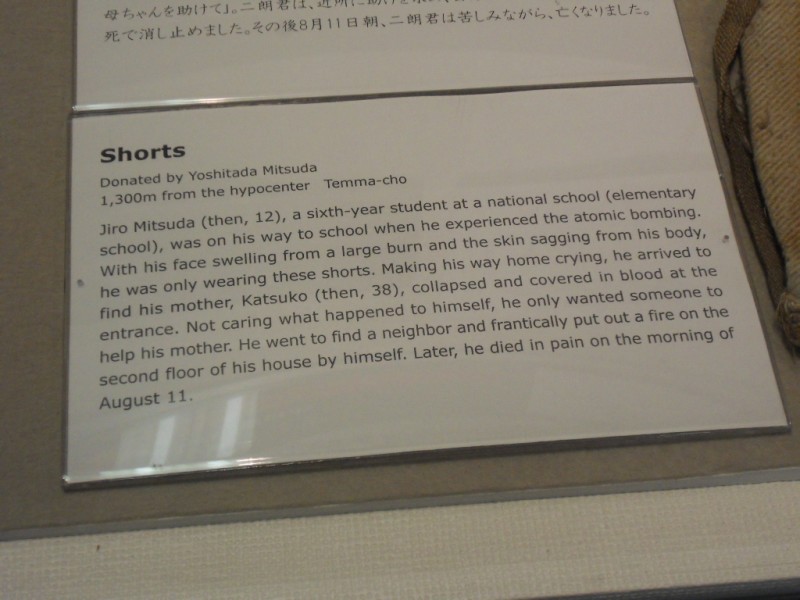 母ちゃんを助けて』。二朗君は、近所に助けを
死で消し止めました。その後8月11日朝、二朗君は苦しみながら、亡くなりました。
Shorts
Donated by Yoshitada Mitsuda
1,300m from the hypocenter Temma-cho
Jiro Mitsuda (then, 12), a sixth-year student at a national school (elementary
school), was on his way to school when he experienced the atomic bombing.
With his face swelling from a large burn and the skin sagging from his body,
he was only wearing these shorts. Making his way home crying, he arrived to
find his mother, Katsuko (then, 38), collapsed and covered in blood at the
entrance. Not caring what happened to himself, he only wanted someone to
help his mother. He went to find a neighbor and frantically put out a fire on the
second floor of his house by himself. Later, he died in pain on the morning of
August 11.